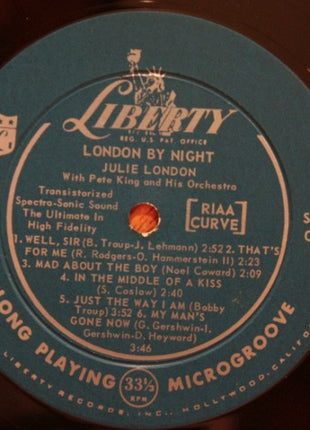 LIBERTY
REG. U.S. PAT. OFFICE
LONDON BY NIGHT
JULIE LONDON
With Pete King and His Orchestra
Transistorized
Spectra-Sonic Sound
The Ultimate In
High Fidelity
[RIAA
CURVE]
S
1. WELL, SIR (B. Troup-J. Lehmann) 2:52 2. THAT'S
FOR ME (R. Rodgers-O. Hammerstein II) 2:23
3. MAD ABOUT THE BOY (Noel Coward) 2:09
4. IN THE MIDDLE OF A KISS
(S. Coslow) 2:40
5. JUST THE WAY I AM (Bobby
Troup) 3:52 6. MY MAN'S
GONE NOW (G. Gershwin-I.
Gershwin-D. Heyward)
3:46
LONG PLAYING 33⅓ RPM MICROGROOVE
LIBERTY RECORDS, INC., HOLLYWOOD, CALIFO